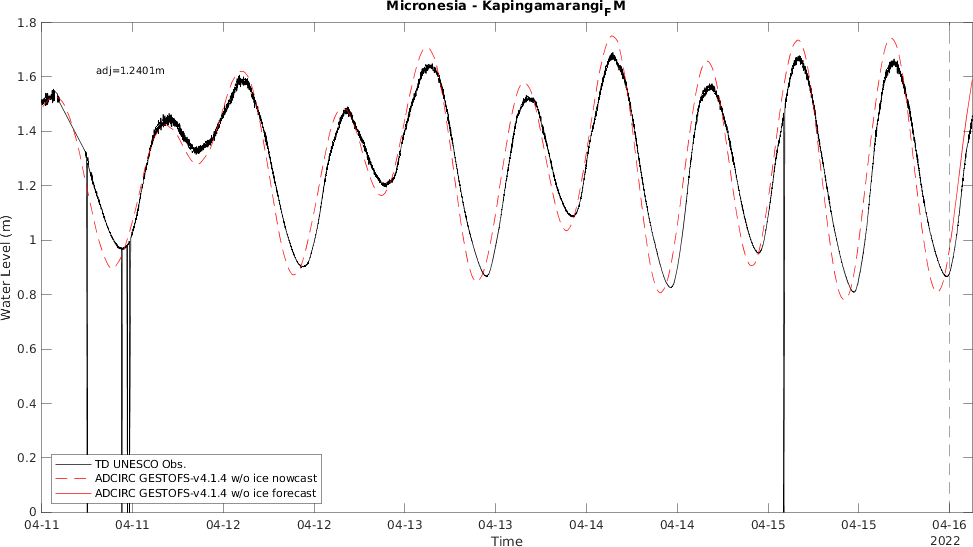 Micronesia - KapingamarangiFM
1.8
1.6
1.4
1.2
1
0.8
0.6
0.4
0.2
0
Water Level (m)
adj=1.2401m
TD UNESCO Obs.
ADCIRC GESTOFS-v4.1.4 w/o ice nowcast
ADCIRC GESTOFS-v4.1.4 w/o ice forecast
04-11 04-11 04-12 04-12 04-13 04-13 04-14 04-14 04-15 04-15 04-16
Time 2022